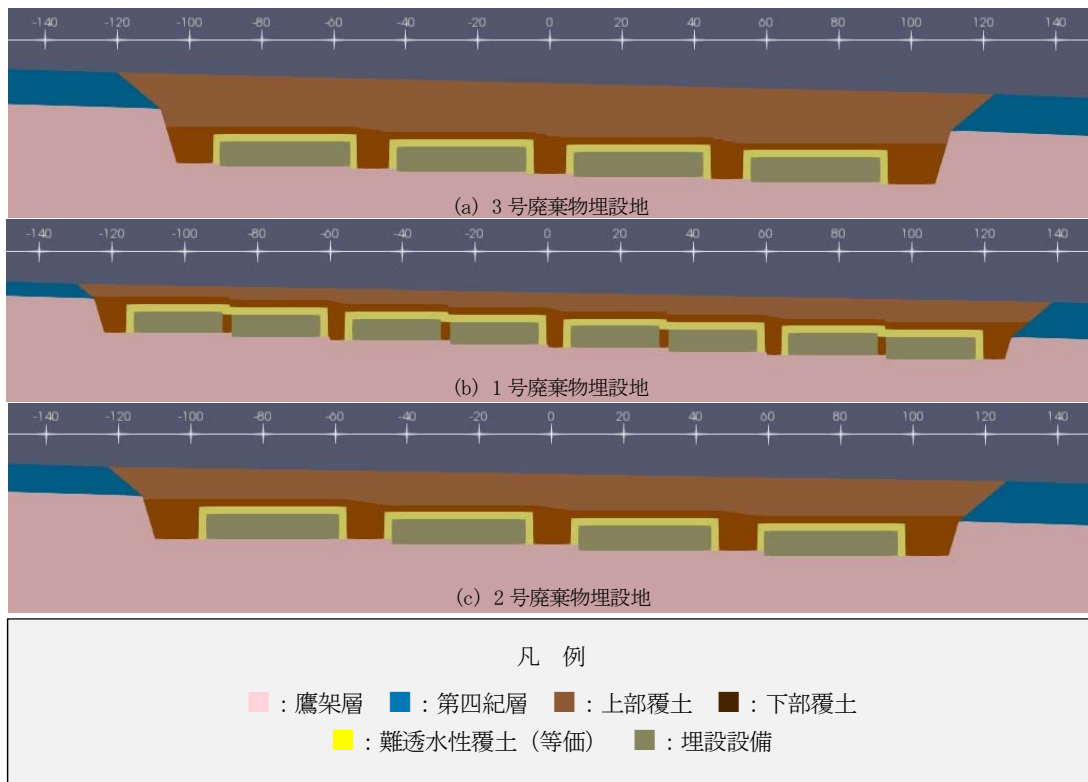 -140 -120 -100 -80 -60 -40 -20 0 20 40 60 80 100 120 140
(a) 3 号廃棄物埋設地
-140 -120 -100 -80 -60 -40 -20 0 20 40 60 80 100 120 140
(b) 1 号廃棄物埋設地
-140 -120 -100 -80 -60 -40 -20 0 20 40 60 80 100 120 140
(c) 2 号廃棄物埋設地
凡 例
:鷹架層 :第四紀層 :上部覆土 :下部覆土
:難透水性覆土(等価) :埋設設備